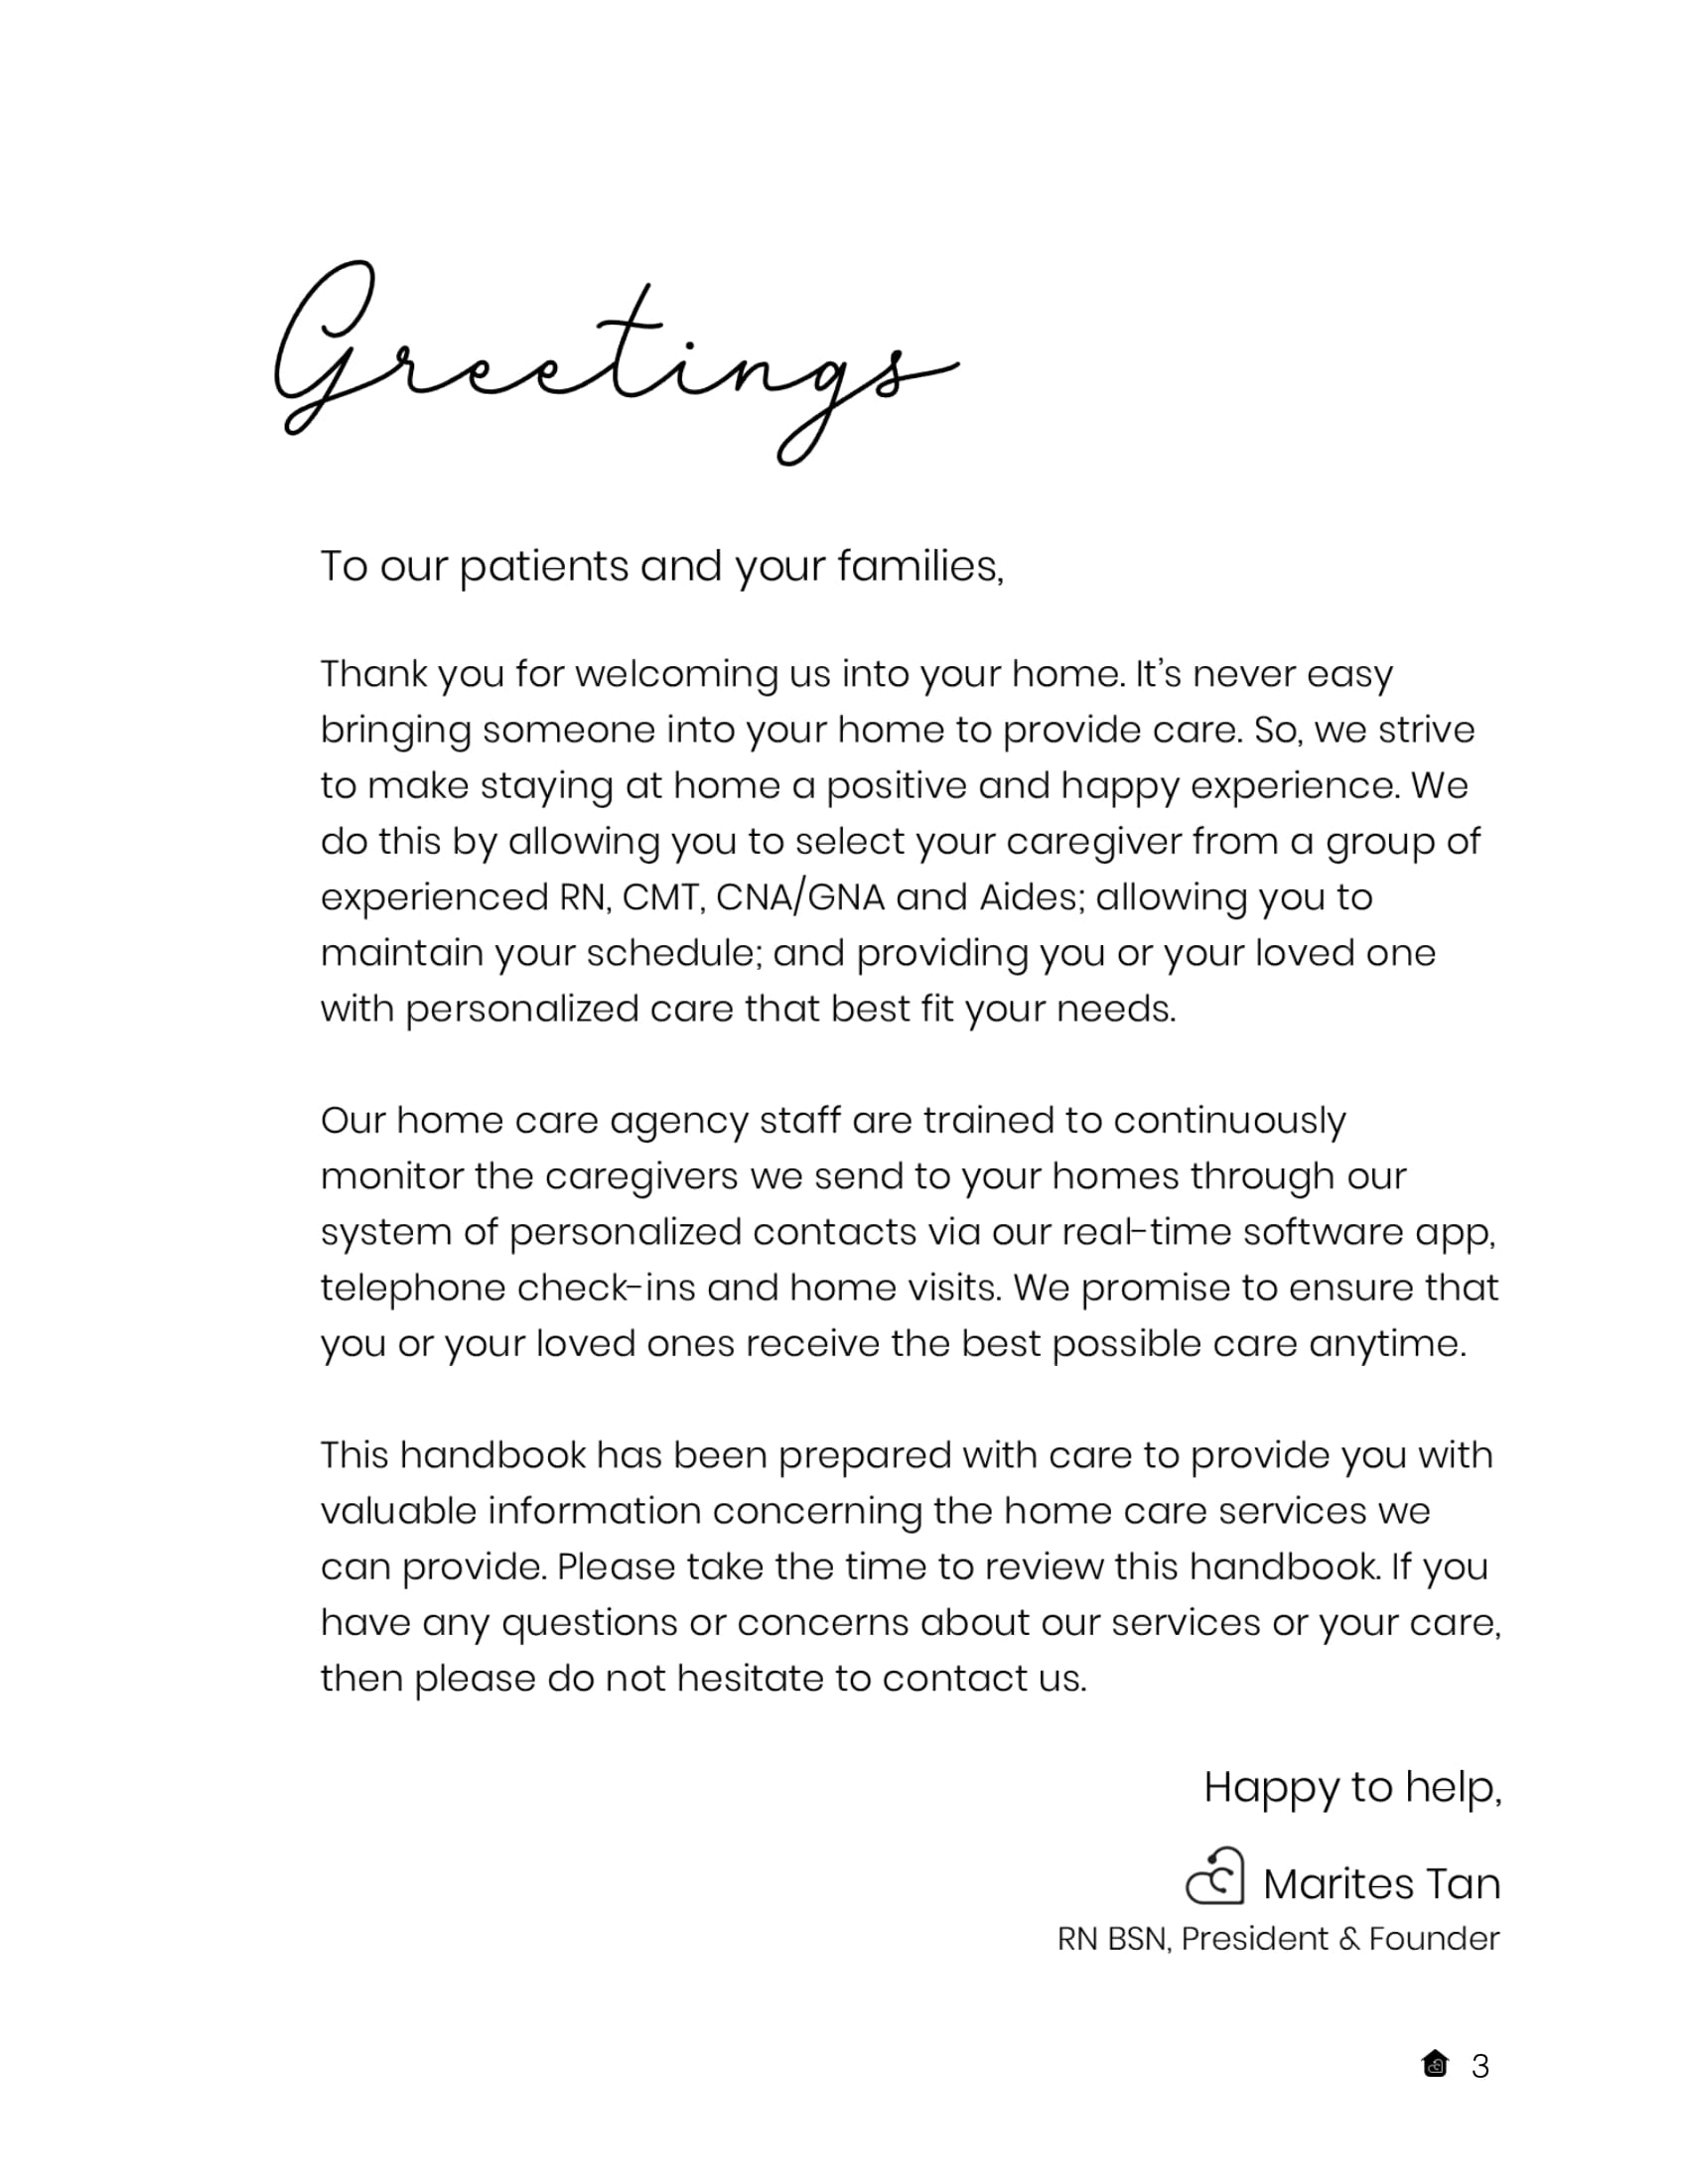 Greetings
To our patients and your families,
Thank you for welcoming us into your home. It's never easy
bringing someone into your home to provide care. So, we strive
to make staying at home a positive and happy experience. We
do this by allowing you to select your caregiver from a group of
experienced RN, CMT, CNA/GNA and Aides; allowing you to
maintain your schedule; and providing you or your loved one
with personalized care that best fit your needs.
Our home care agency staff are trained to continuously
monitor the caregivers we send to your homes through our
system of personalized contacts via our real-time software app,
telephone check-ins and home visits. We promise to ensure that
you or your loved ones receive the best possible care anytime.
This handbook has been prepared with care to provide you with
valuable information concerning the home care services we
can provide. Please take the time to review this handbook. If you
have any questions or concerns about our services or your care,
then please do not hesitate to contact us.
Happy to help,
Marites Tan
RN BSN, President & Founder
3